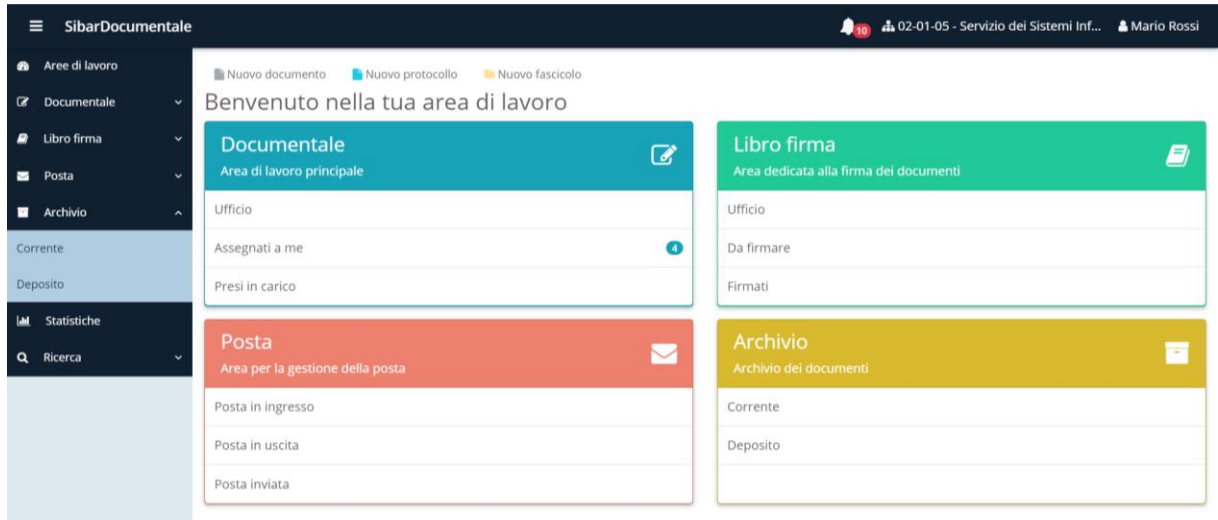 SibarDocumentale
10
02-01-05 - Servizio dei Sistemi Inf...
Mario Rossi
Aree di lavoro
Documentale
Libro firma
Posta
Archivio
Corrente
Deposito
Statistiche
Ricerca
Nuovo documento
Nuovo protocollo
Nuovo fascicolo
Benvenuto nella tua area di lavoro
Documentale
Area di lavoro principale
Ufficio
Assegnati a me
4
Presi in carico
Libro firma
Area dedicata alla firma dei documenti
Ufficio
Da firmare
Firmati
Posta
Area per la gestione della posta
Posta in ingresso
Posta in uscita
Posta inviata
Archivio
Archivio dei documenti
Corrente
Deposito